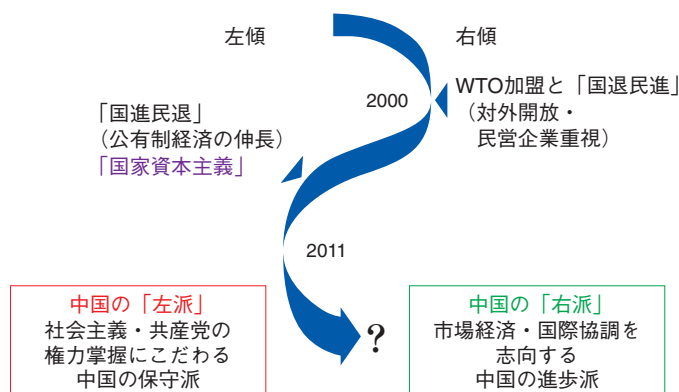 左傾
右傾
2000
WTO加盟と「国退民進」
（対外開放・
民営企業重視）
「国進民退」
（公有制経済の伸長）
「国家資本主義」
2011
?
中国の「左派」
社会主義・共産党の
権力掌握にこだわる
中国の保守派
中国の「右派」
市場経済・国際協調を
志向する
中国の進歩派